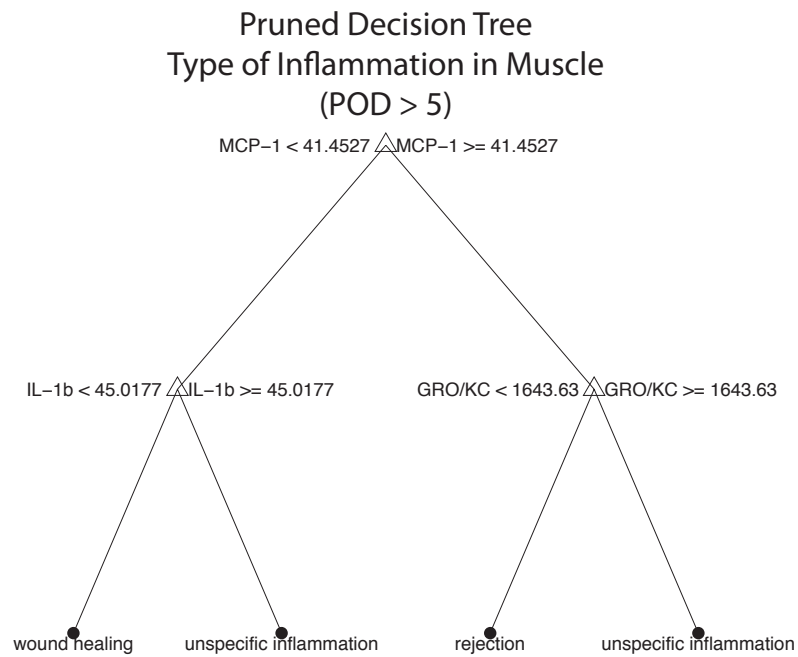 Pruned Decision Tree
Type of Inflammation in Muscle
(POD > 5)
MCP−1 < 41.4527 MCP−1 >= 41.4527
IL−1b < 45.0177 IL−1b >= 45.0177 GRO/KC < 1643.63 GRO/KC >= 1643.63
wound healing unspecific inflammation rejection unspecific inflammation